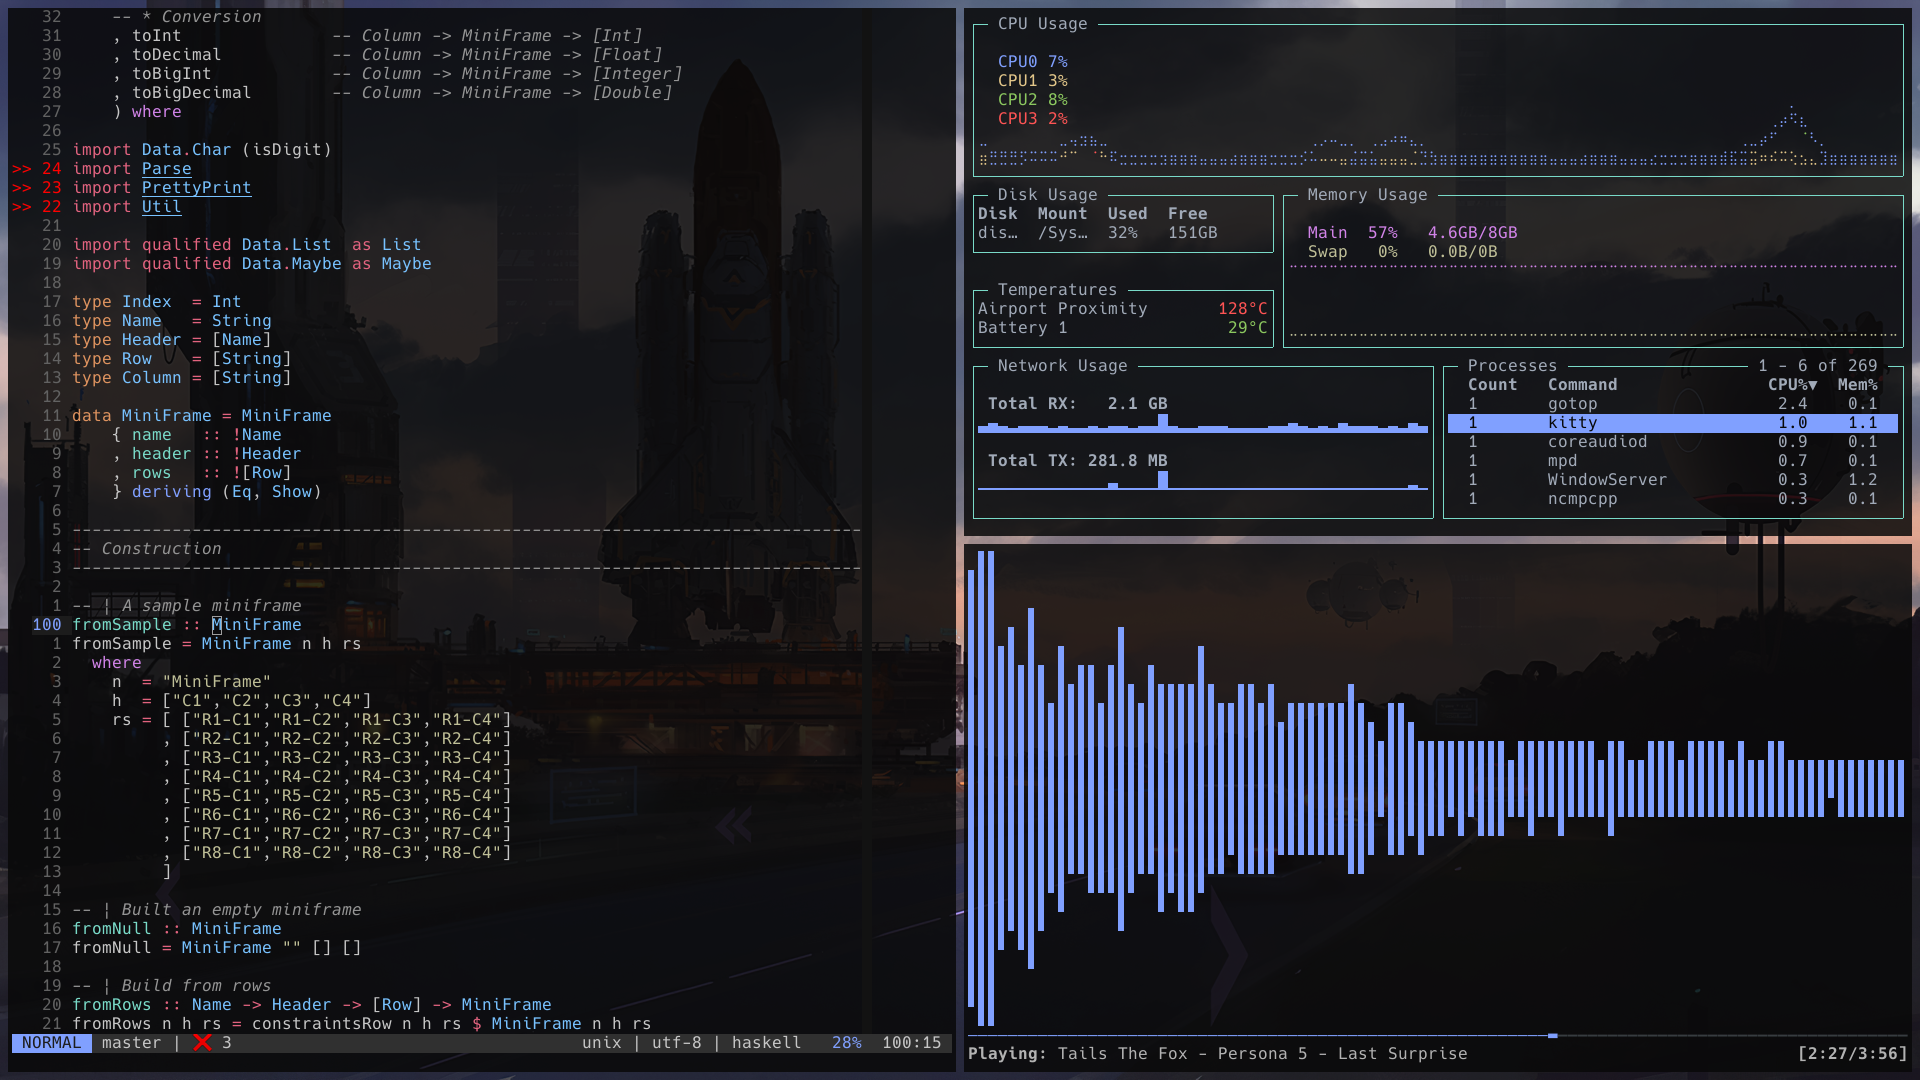 32     -- * Conversion
31     , toInt               -- Column -> MiniFrame -> [Int]
30     , toDecimal           -- Column -> MiniFrame -> [Float]
29     , toBigInt            -- Column -> MiniFrame -> [Integer]
28     , toBigDecimal        -- Column -> MiniFrame -> [Double]
27     ) where
26
25 import Data.Char (isDigit)
>> 24 import Parse
>> 23 import PrettyPrint
>> 22 import Util
21
20 import qualified Data.List  as List
19 import qualified Data.Maybe as Maybe
18
17 type Index  = Int
16 type Name   = String
15 type Header = [Name]
14 type Row    = [String]
13 type Column = [String]
12
11 data MiniFrame = MiniFrame
10     { name   :: !Name
9     , header :: !Header
8     , rows   :: ![Row]
7     } deriving (Eq, Show)
6
5 -------------------------------------------------------------------------------
4 -- Construction
3 -------------------------------------------------------------------------------
2
1 -- | A sample miniframe
100 fromSample :: MiniFrame
1 fromSample = MiniFrame n h rs
2   where
3     n  = "MiniFrame"
4     h  = ["C1","C2","C3","C4"]
5     rs = [ ["R1-C1","R1-C2","R1-C3","R1-C4"]
6          , ["R2-C1","R2-C2","R2-C3","R2-C4"]
7          , ["R3-C1","R3-C2","R3-C3","R3-C4"]
8          , ["R4-C1","R4-C2","R4-C3","R4-C4"]
9          , ["R5-C1","R5-C2","R5-C3","R5-C4"]
10          , ["R6-C1","R6-C2","R6-C3","R6-C4"]
11          , ["R7-C1","R7-C2","R7-C3","R7-C4"]
12          , ["R8-C1","R8-C2","R8-C3","R8-C4"]
13          ]
14
15 -- | Built an empty miniframe
16 fromNull :: MiniFrame
17 fromNull = MiniFrame "" [] []
18
19 -- | Build from rows
20 fromRows :: Name -> Header -> [Row] -> MiniFrame
21 fromRows n h rs = constraintsRow n h rs $ MiniFrame n h rs
NORMAL master | ❌ 3 unix | utf-8 | haskell 28% 100:15
CPU Usage
CPU0 7%
CPU1 3%
CPU2 8%
CPU3 2%
Disk Usage
Disk Mount Used Free
dis… /Sys… 32% 151GB
Memory Usage
Main 57% 4.6GB/8GB
Swap 0% 0.0B/0B
Temperatures
Airport Proximity 128°C
Battery 1 29°C
Network Usage
Total RX: 2.1 GB
Total TX: 281.8 MB
Processes 1 - 6 of 269
Count Command CPU%▼ Mem%
1 gotop 2.4 0.1
1 kitty 1.0 1.1
1 coreaudiod 0.9 0.1
1 mpd 0.7 0.1
1 WindowServer 0.3 1.2
1 ncmpcpp 0.3 0.1
Playing: Tails The Fox - Persona 5 - Last Surprise [2:27/3:56]